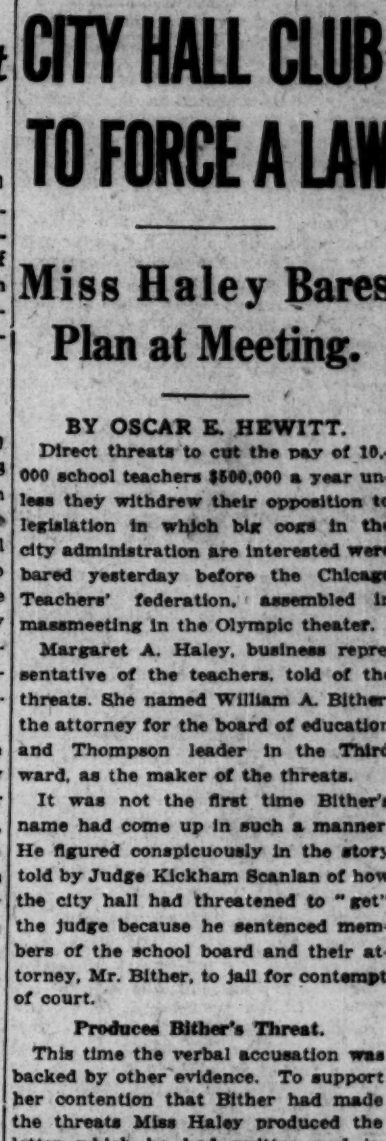 CITY HALL CLUB
TO FORCE A LAW
Miss Haley Bares
Plan at Meeting.
BY OSCAR E. HEWITT.
Direct threats to cut the pay of 10,-
000 school teachers $500,000 a year un
less they withdrew their opposition to
legislation in which big cogs in the
city administration are interested were
bared yesterday before the Chicago
Teachers' federation, assembled in
massmeeting in the Olympic theater.
Margaret A. Haley, business repre
sentative of the teachers, told of the
threats. She named William A. Bither
the attorney for the board of education
and Thompson leader in the Third
ward, as the maker of the threats.
It was not the first time Bither's
name had come up in such a manner
He figured conspicuously in the story
told by Judge Kickham Scanlan of how
the city hall had threatened to "get"
the judge because he sentenced mem-
bers of the school board and their at-
torney, Mr. Bither, to jail for contempt
of court.
Produces Bither's Threat.
This time the verbal accusation was
backed by other evidence. To support
her contention that Bither had made
the threats Miss Haley produced the